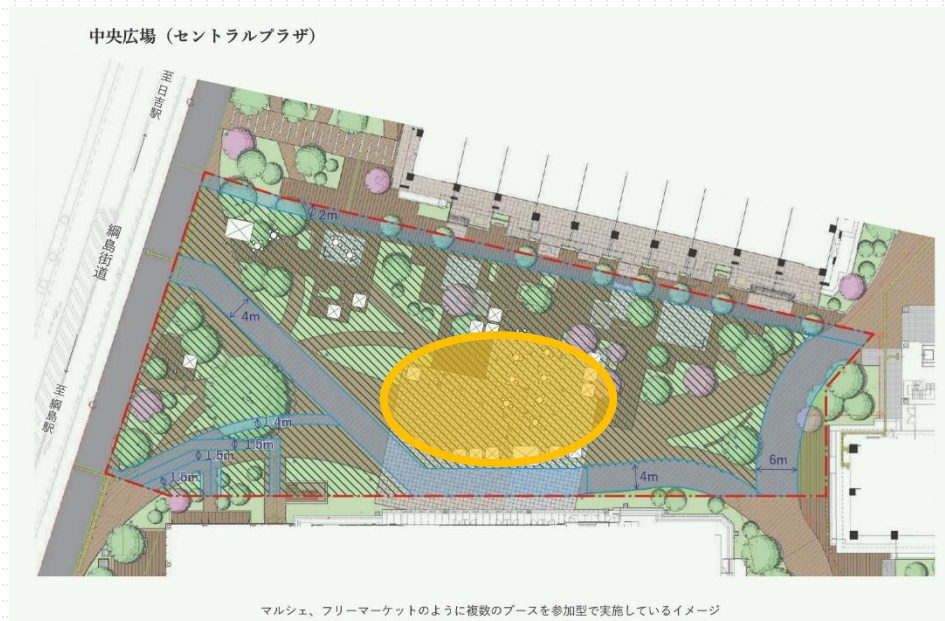 中央広場（セントラルプラザ）
至 日吉駅
綱島街道
至 綱島駅
2m
4m
1.4m
1.5m
1.5m
1.5m
4m
6m
マルシェ、フリーマーケットのように複数のブースを参加型で実施しているイメージ